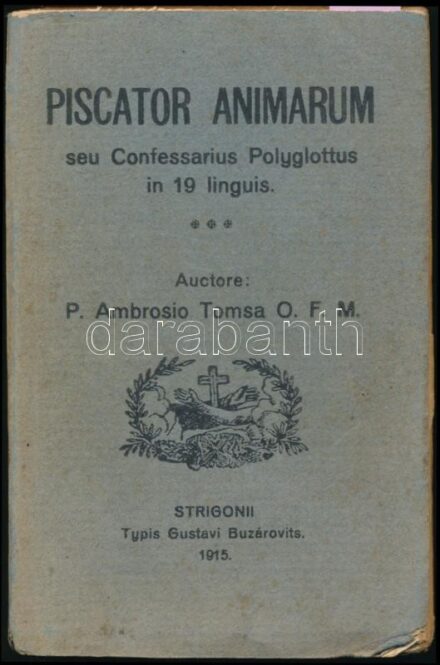 PISCATOR ANIMARUM
seu Confessarius Polyglottus
in 19 linguis.
Auctore:
P. Ambrosio Tomsa O. F. M.
darabanth
STRIGONII
Typis Gustavi Buzárovits.
1915.